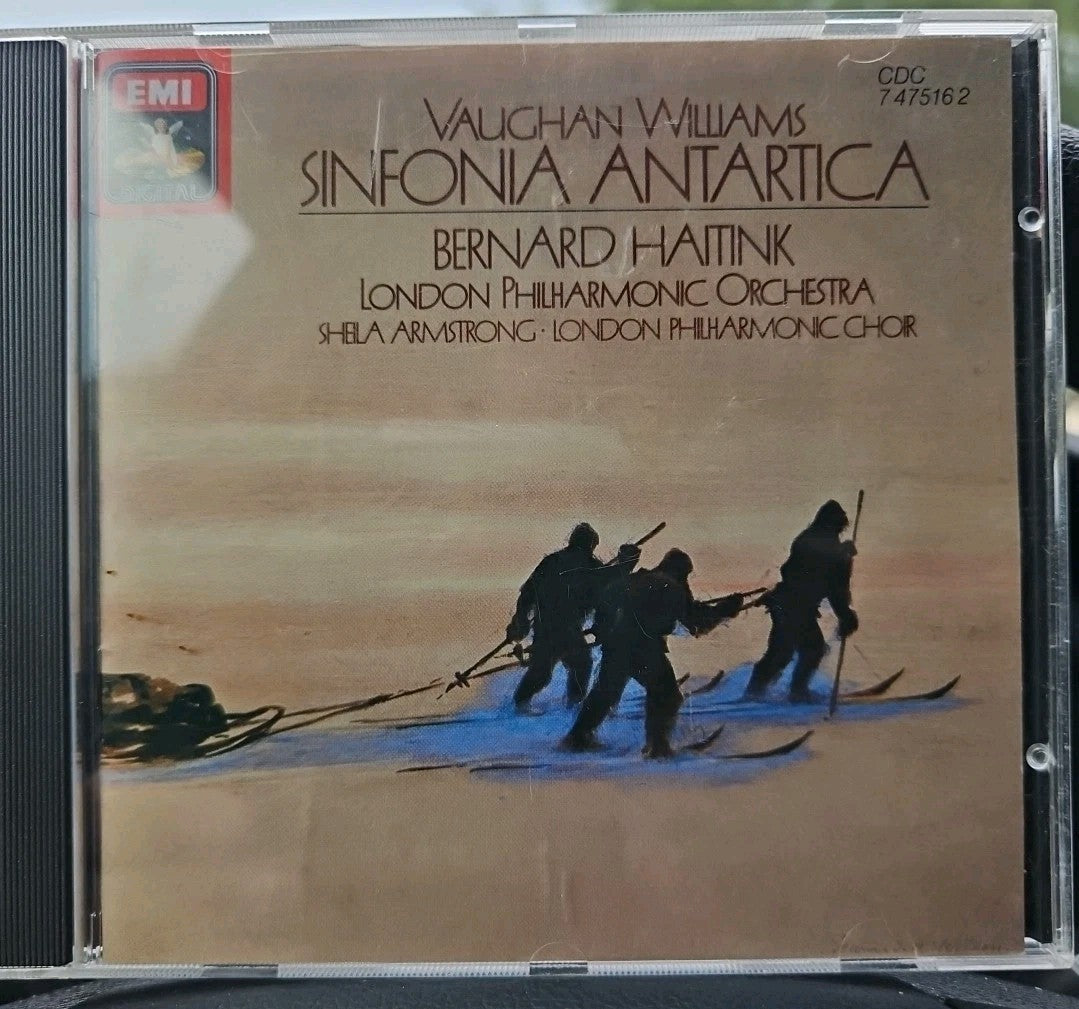 EMI
DIGITAL
CDC
7 47516 2
VAUGHAN WILLIAMS
SINFONIA ANTARTICA
BERNARD HAITINK
LONDON PHILHARMONIC ORCHESTRA
SHEILA ARMSTRONG · LONDON PHILHARMONIC CHOIR